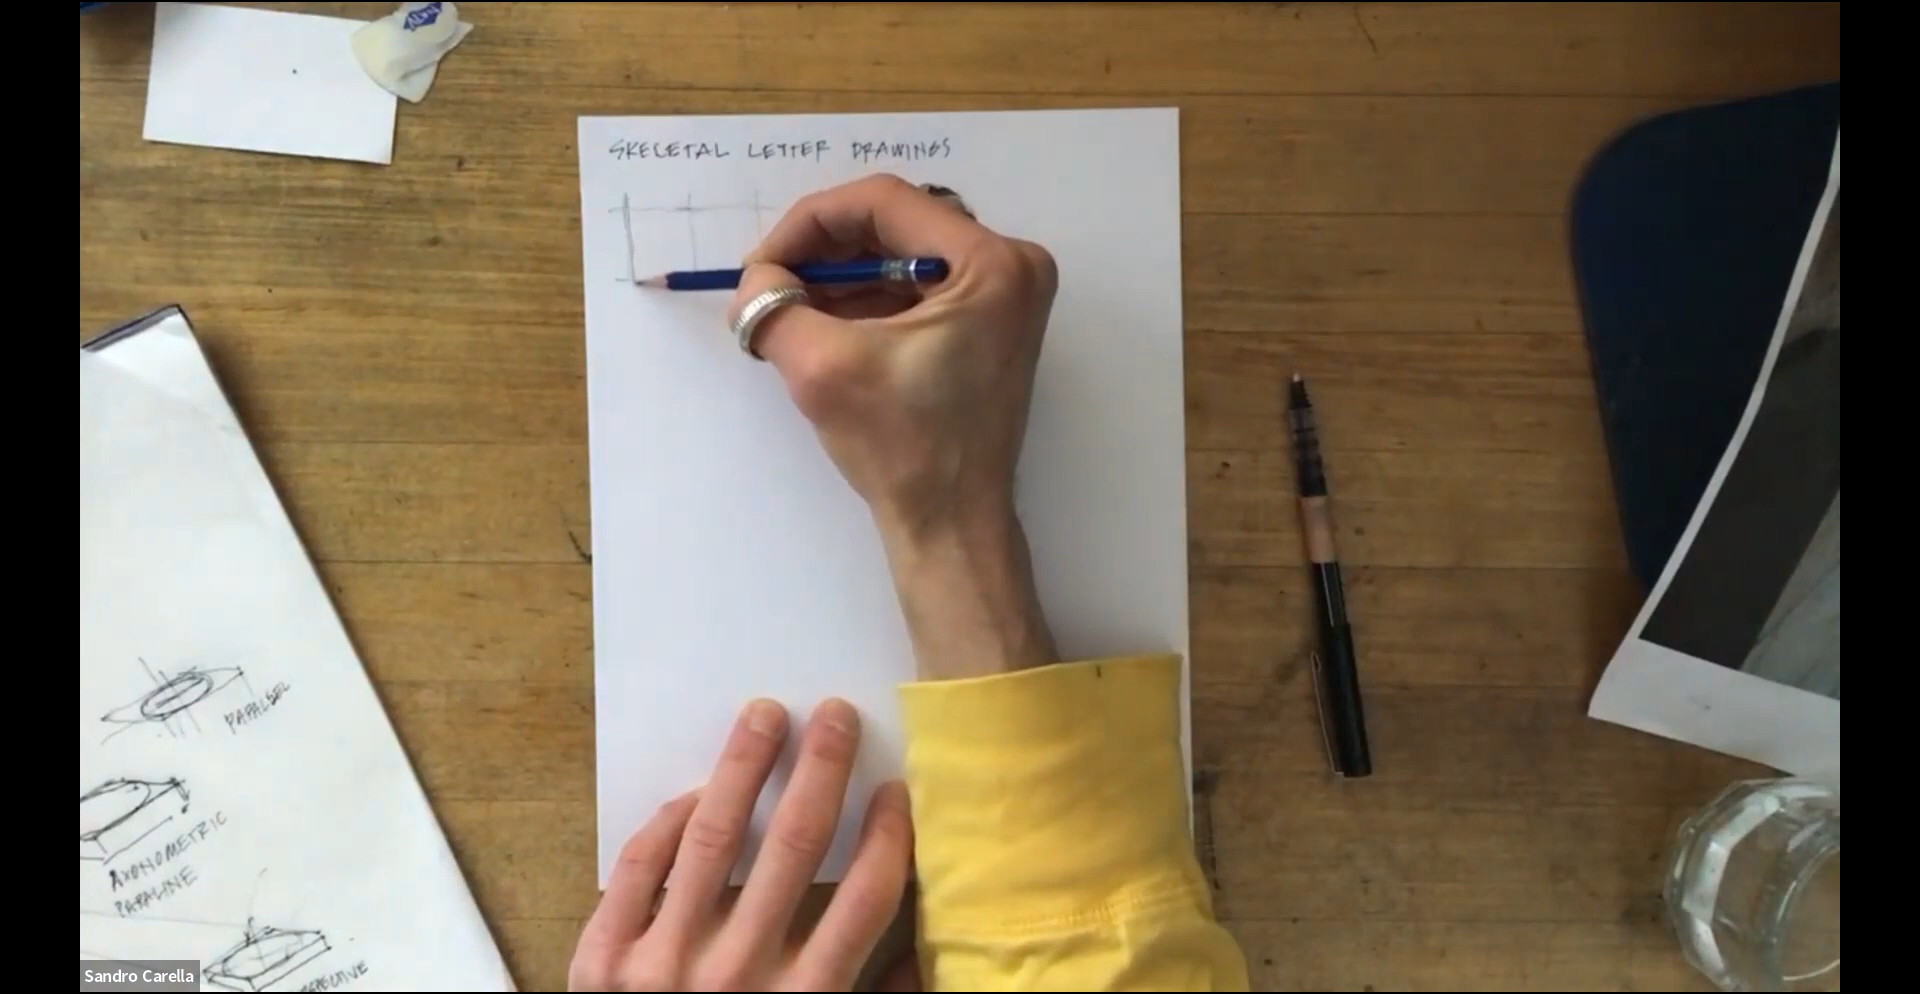 SKELETAL LETTER DRAWINGS
PARALLEL
AXONOMETRIC
PARALINE
Sandro Carella